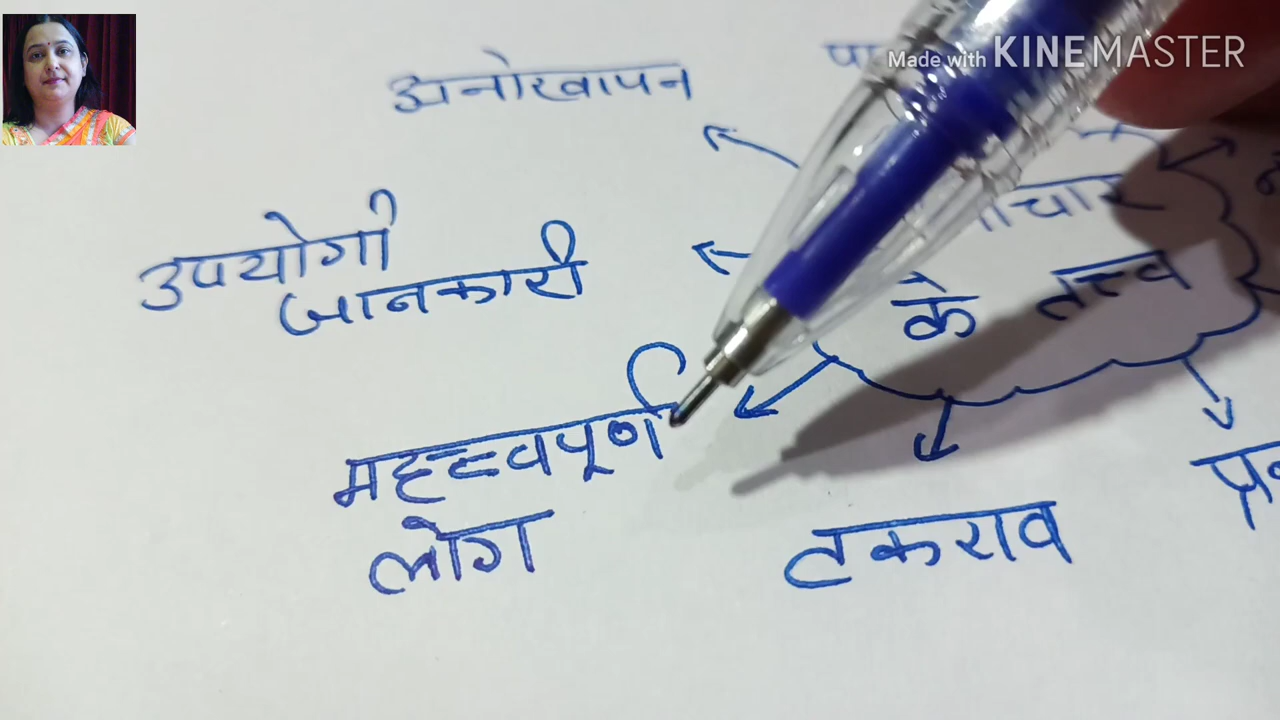 Made with KINEMASTER
अनोखापन
उपयोगी
जानकारी
के तत्त्व
महत्त्वपूर्ण
लोग
टकराव